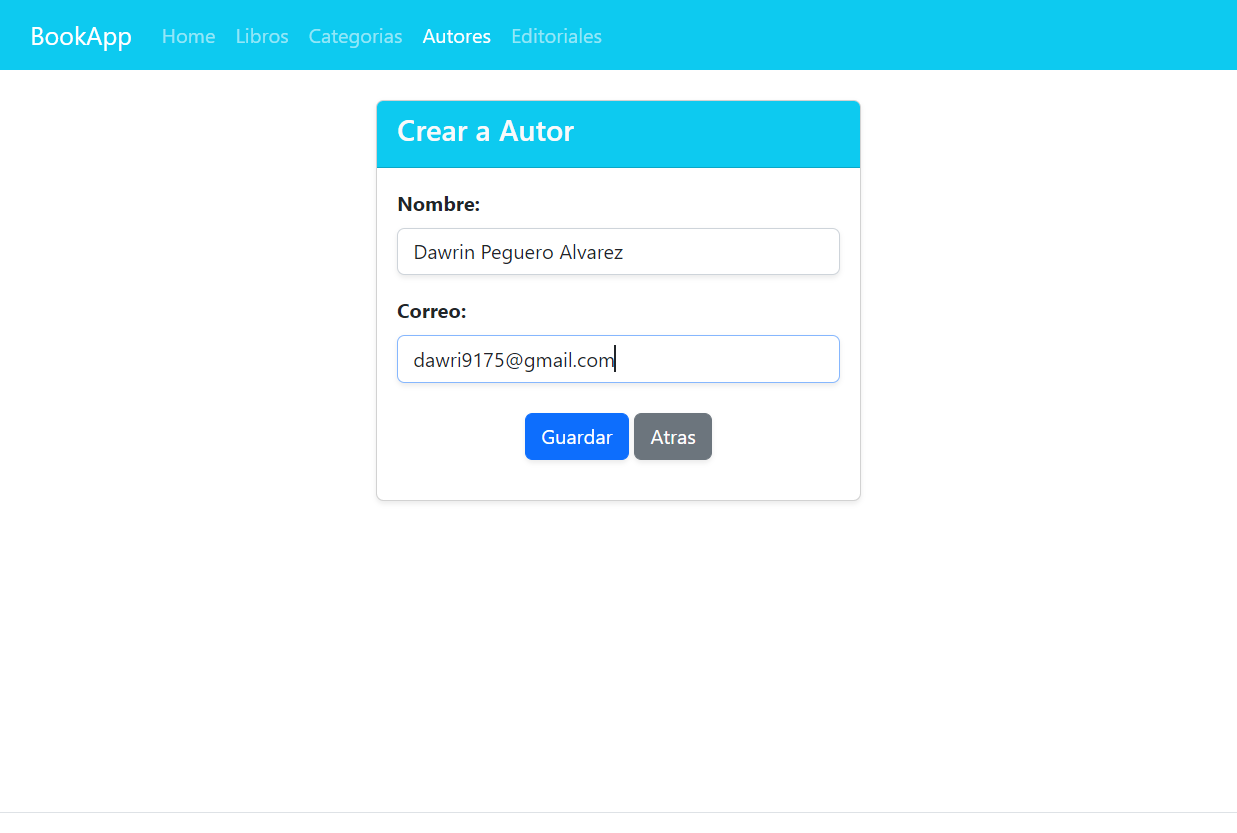 BookApp Home Libros Categorias Autores Editoriales
Crear a Autor
Nombre:
Dawrin Peguero Alvarez
Correo:
dawri9175@gmail.com
Guardar Atras